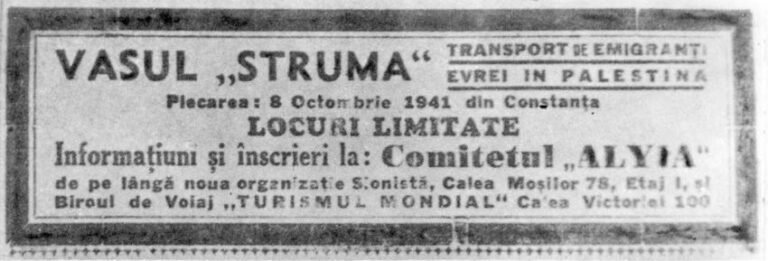 VASUL „STRUMA“ TRANSPORT DE EMIGRANȚI
EVREI IN PALESTINA
Plecarea: 8 Octombrie 1941 din Constanța
LOCURI LIMITATE
Informațiuni și înscrieri la: Comitetul „ALYIA“
de pe lângă noua organizație Sionistă, Calea Moșilor 78, Etaj I, și
Biroul de Voiaj „TURISMUL MONDIAL“ Calea Victoriei 100